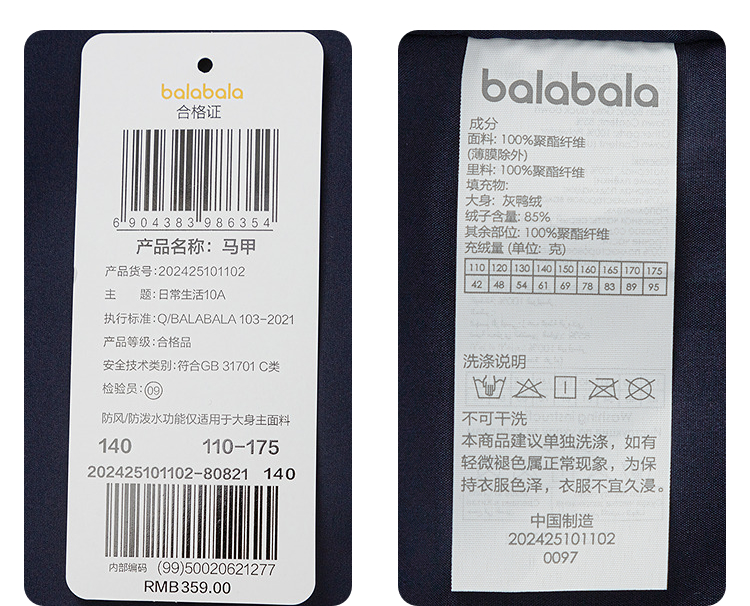 balabala
合格证
6 904383 986354
产品名称：马甲
产品货号：202425101102
主 题：日常生活10A
执行标准：Q/BALABALA 103-2021
产品等级：合格品
安全技术类别：符合GB 31701 C类
检验员：09
防风/防泼水功能仅适用于大身主面料
140 110-175
202425101102-80821 140
内部编码 (99)50020621277
RMB359.00
balabala
成分
面料: 100%聚酯纤维
(薄膜除外)
里料: 100%聚酯纤维
填充物:
大身: 灰鸭绒
绒子含量: 85%
其余部位: 100%聚酯纤维
充绒量 (单位: 克)
110 120 130 140 150 160 165 170 175
42 48 54 61 69 78 83 89 95
洗涤说明
不可干洗
本商品建议单独洗涤，如有
轻微褪色属正常现象，为保
持衣服色泽，衣服不宜久浸。
中国制造
202425101102
0097